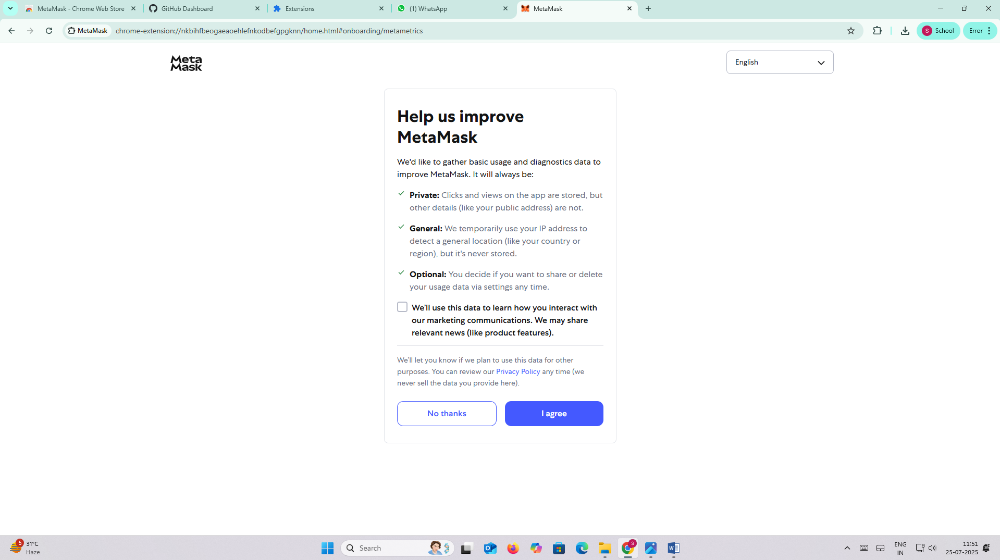 MetaMask - Chrome Web Store
GitHub Dashboard
Extensions
(1) WhatsApp
MetaMask
MetaMask
chrome-extension://nkbihfbeogaeaoehlefnkodbefgpgknn/home.html#onboarding/metametrics
S
School
Error
Meta
Mask
English
Help us improve
MetaMask
We'd like to gather basic usage and diagnostics data to
improve MetaMask. It will always be:
Private: Clicks and views on the app are stored, but
other details (like your public address) are not.
General: We temporarily use your IP address to
detect a general location (like your country or
region), but it's never stored.
Optional: You decide if you want to share or delete
your usage data via settings any time.
We’ll use this data to learn how you interact with
our marketing communications. We may share
relevant news (like product features).
We’ll let you know if we plan to use this data for other
purposes. You can review our Privacy Policy any time (we
never sell the data you provide here).
No thanks
I agree
5
31°C
Haze
Search
S
ENG
IN
11:51
25-07-2025